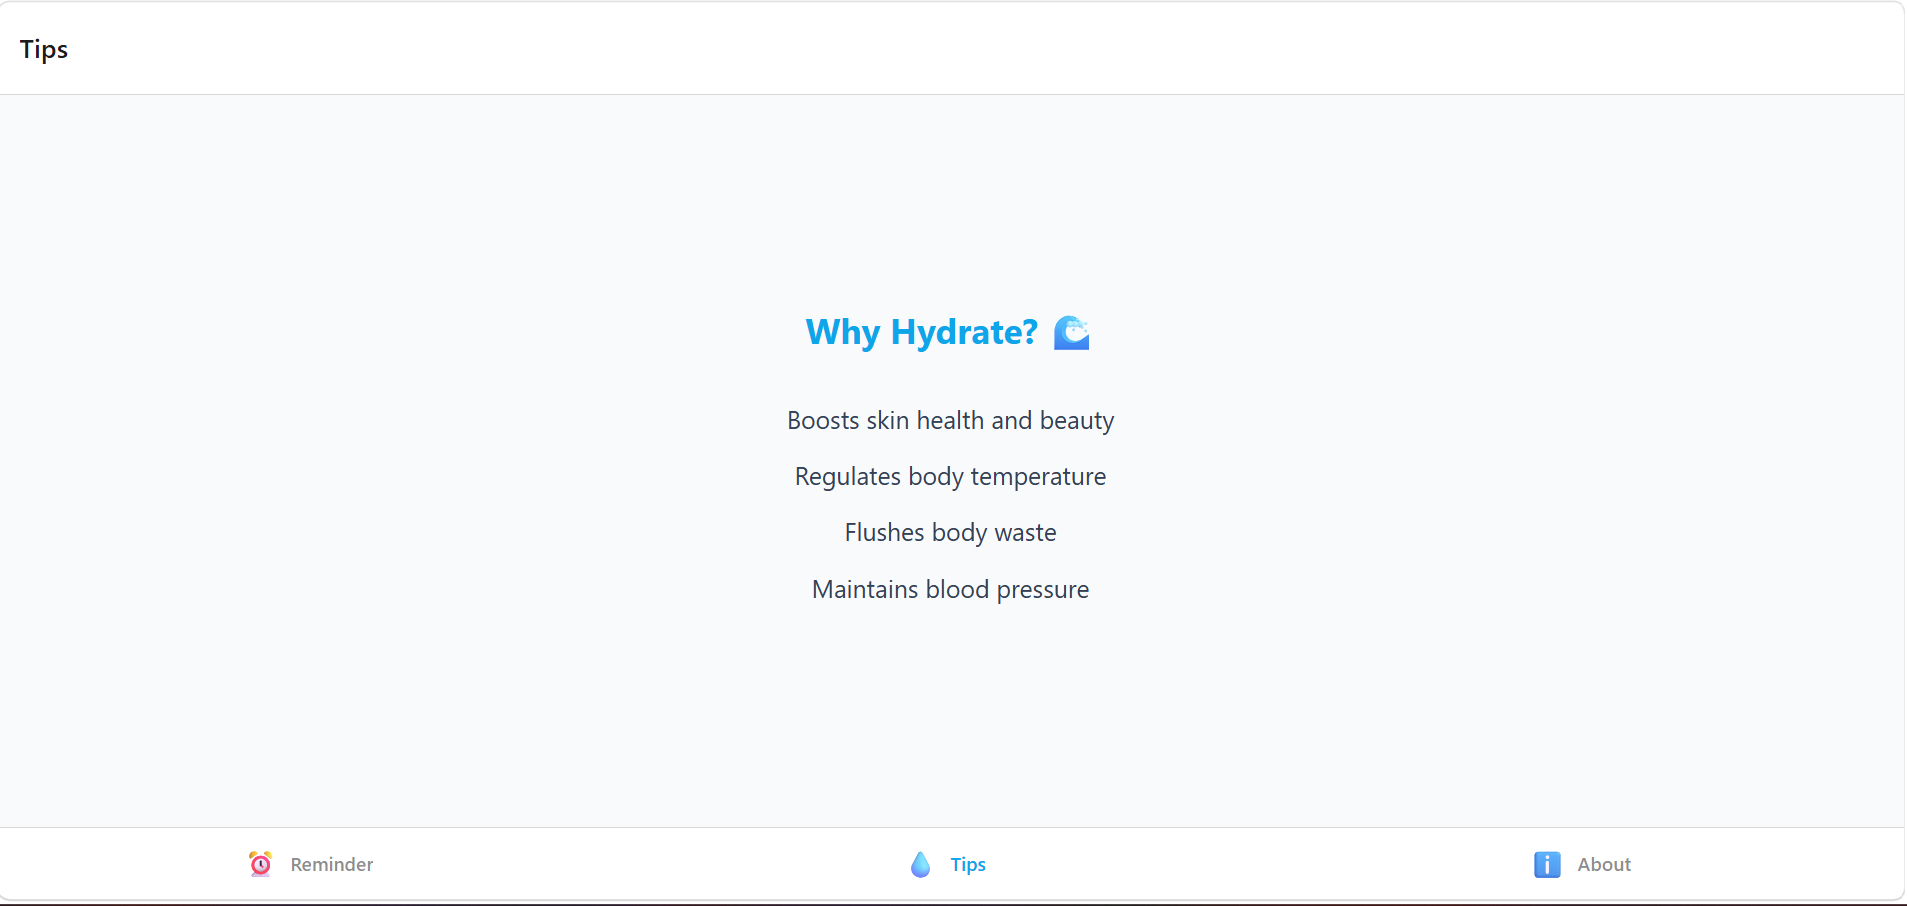 Tips
Why Hydrate? 🌊
Boosts skin health and beauty
Regulates body temperature
Flushes body waste
Maintains blood pressure
⏰ Reminder
💧 Tips
ℹ️ About